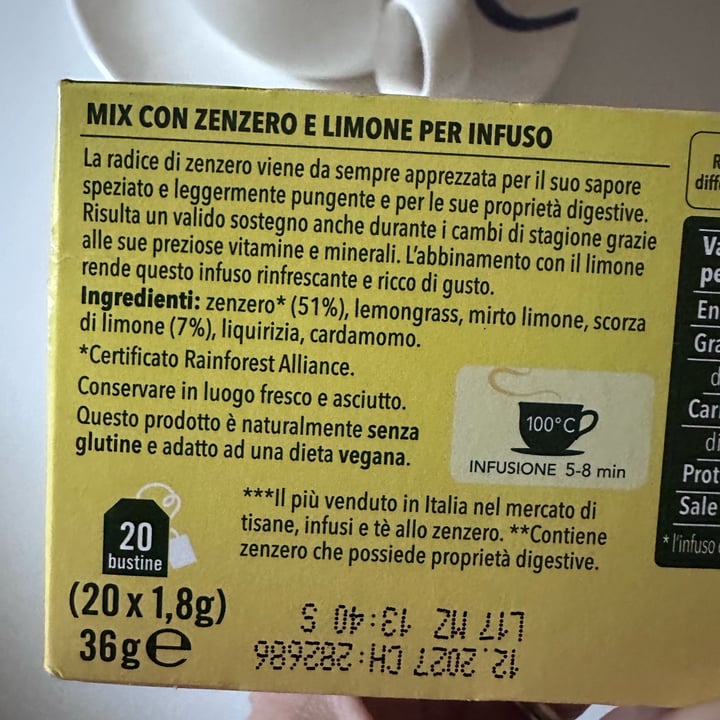 MIX CON ZENZERO E LIMONE PER INFUSO
La radice di zenzero viene da sempre apprezzata per il suo sapore
speziato e leggermente pungente e per le sue proprietà digestive.
Risulta un valido sostegno anche durante i cambi di stagione grazie
alle sue preziose vitamine e minerali. L'abbinamento con il limone
rende questo infuso rinfrescante e ricco di gusto.
Ingredienti: zenzero* (51%), lemongrass, mirto limone, scorza
di limone (7%), liquirizia, cardamomo.
*Certificato Rainforest Alliance.
Conservare in luogo fresco e asciutto.
Questo prodotto è naturalmente senza
glutine e adatto ad una dieta vegana.
100°C
INFUSIONE 5-8 min
***Il più venduto in Italia nel mercato di
tisane, infusi e tè allo zenzero. **Contiene
zenzero che possiede proprietà digestive.
20
bustine
(20 x 1,8g)
36g e
12.2027 CH:282686
L17 MZ 13:40 S
Sale
* l'infuso